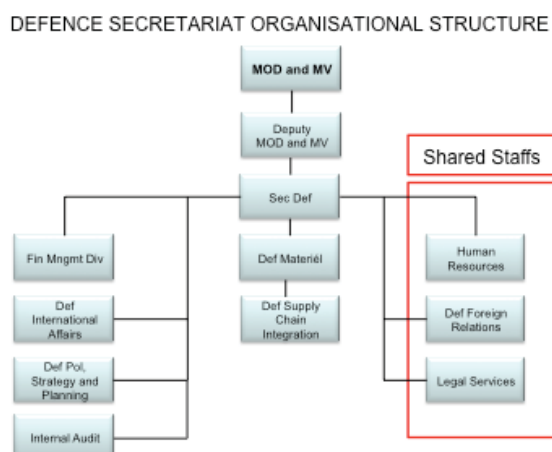 DEFENCE SECRETARIAT ORGANISATIONAL STRUCTURE
MOD and MV
Deputy
MOD and MV
Shared Staffs
Sec Def
Fin Mngmt Div
Def Materiél
Human
Resources
Def
International
Affairs
Def Supply
Chain
Integration
Def Foreign
Relations
Def Pol,
Strategy and
Planning
Legal Services
Internal Audit